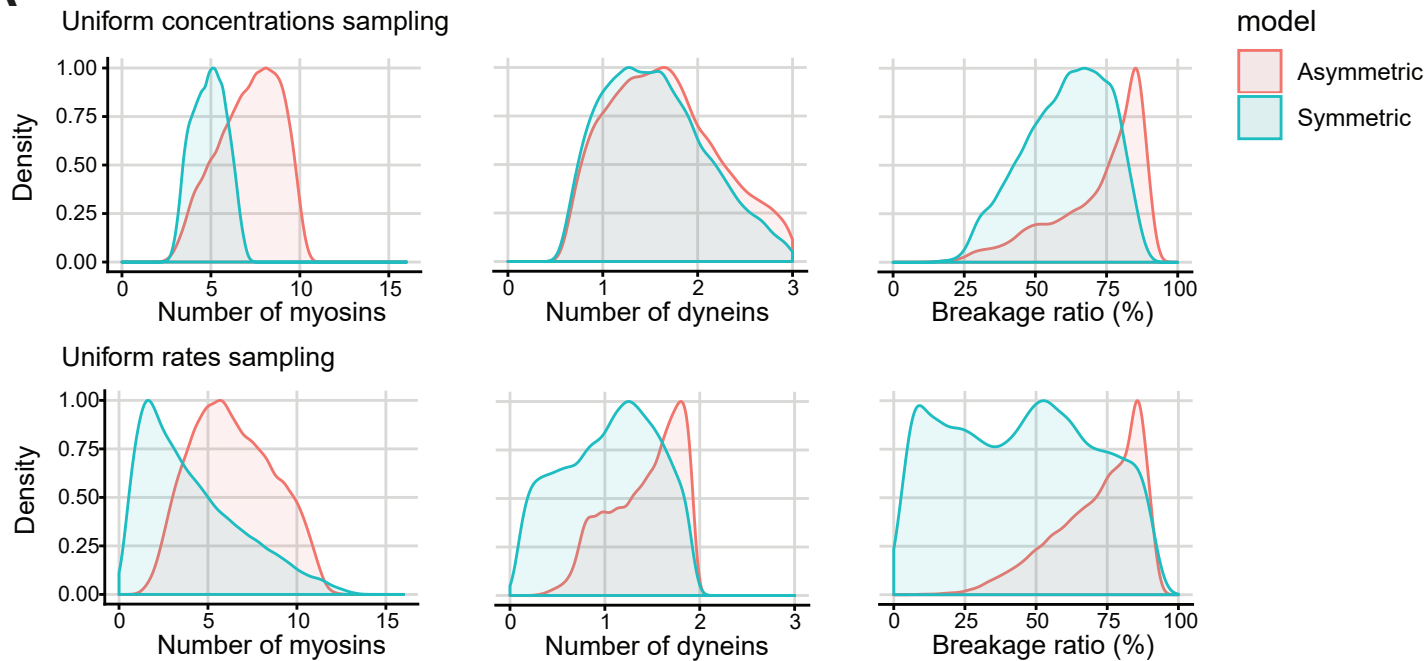 Uniform concentrations sampling
model
Asymmetric
Symmetric
Density
1.00
0.75
0.50
0.25
0.00
0 5 10 15
Number of myosins
0 1 2 3
Number of dyneins
0 25 50 75 100
Breakage ratio (%)
Uniform rates sampling
Density
1.00
0.75
0.50
0.25
0.00
0 5 10 15
Number of myosins
0 1 2 3
Number of dyneins
0 25 50 75 100
Breakage ratio (%)